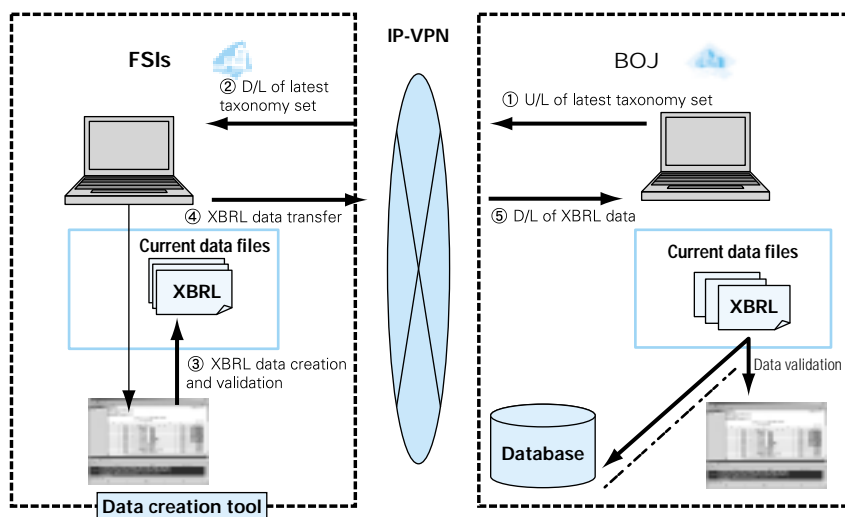 FSIs
② D/L of latest
taxonomy set
④ XBRL data transfer
Current data files
XBRL
③ XBRL data creation
and validation
Data creation tool
IP-VPN
BOJ
① U/L of latest taxonomy set
⑤ D/L of XBRL data
Current data files
XBRL
Data validation
Database